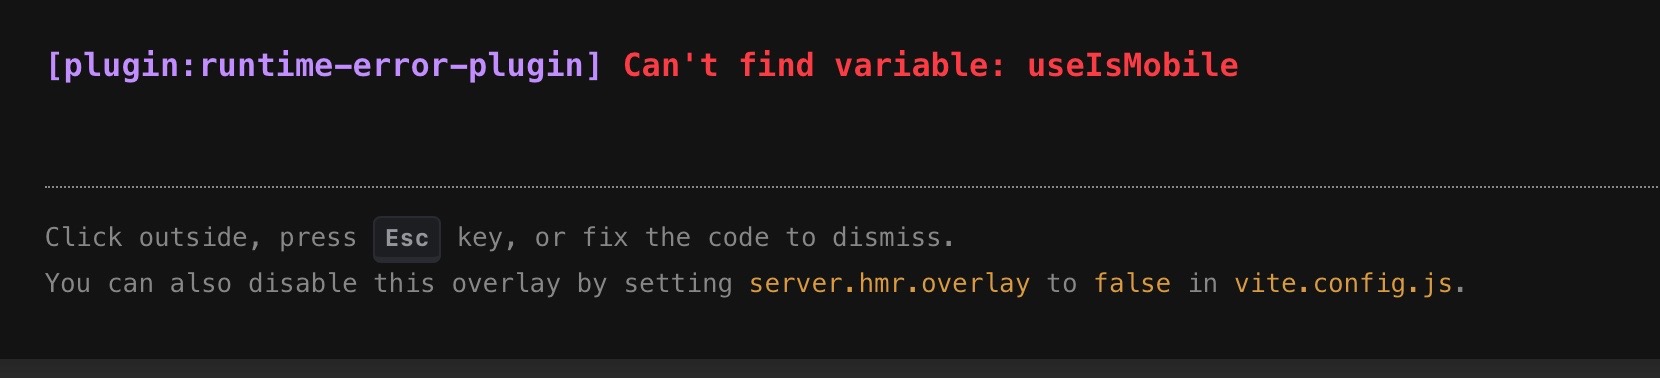 [plugin:runtime-error-plugin] Can't find variable: useIsMobile
Click outside, press Esc key, or fix the code to dismiss.
You can also disable this overlay by setting server.hmr.overlay to false in vite.config.js.